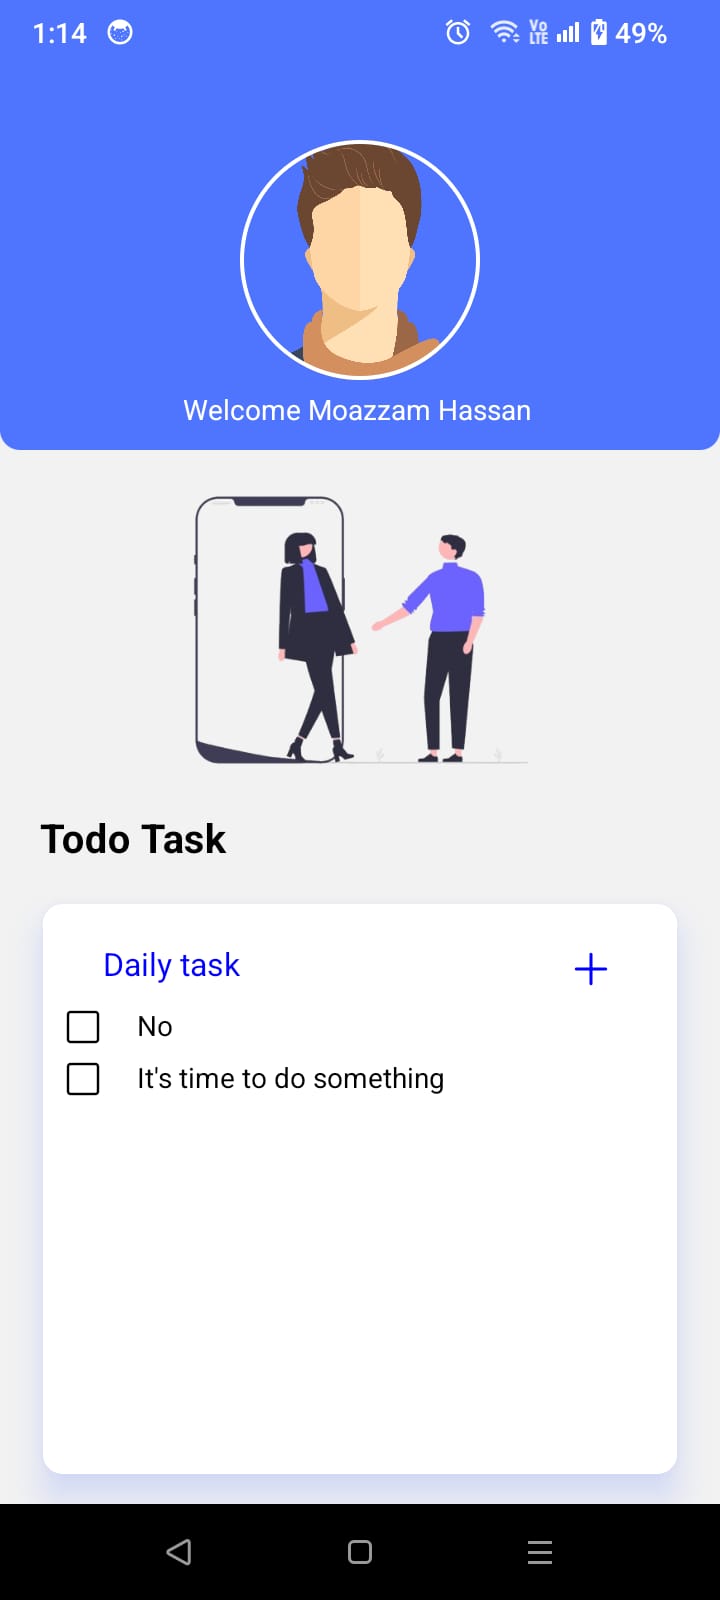 1:14
Vo
LTE
49%
Welcome Moazzam Hassan
Todo Task
Daily task
No
It's time to do something